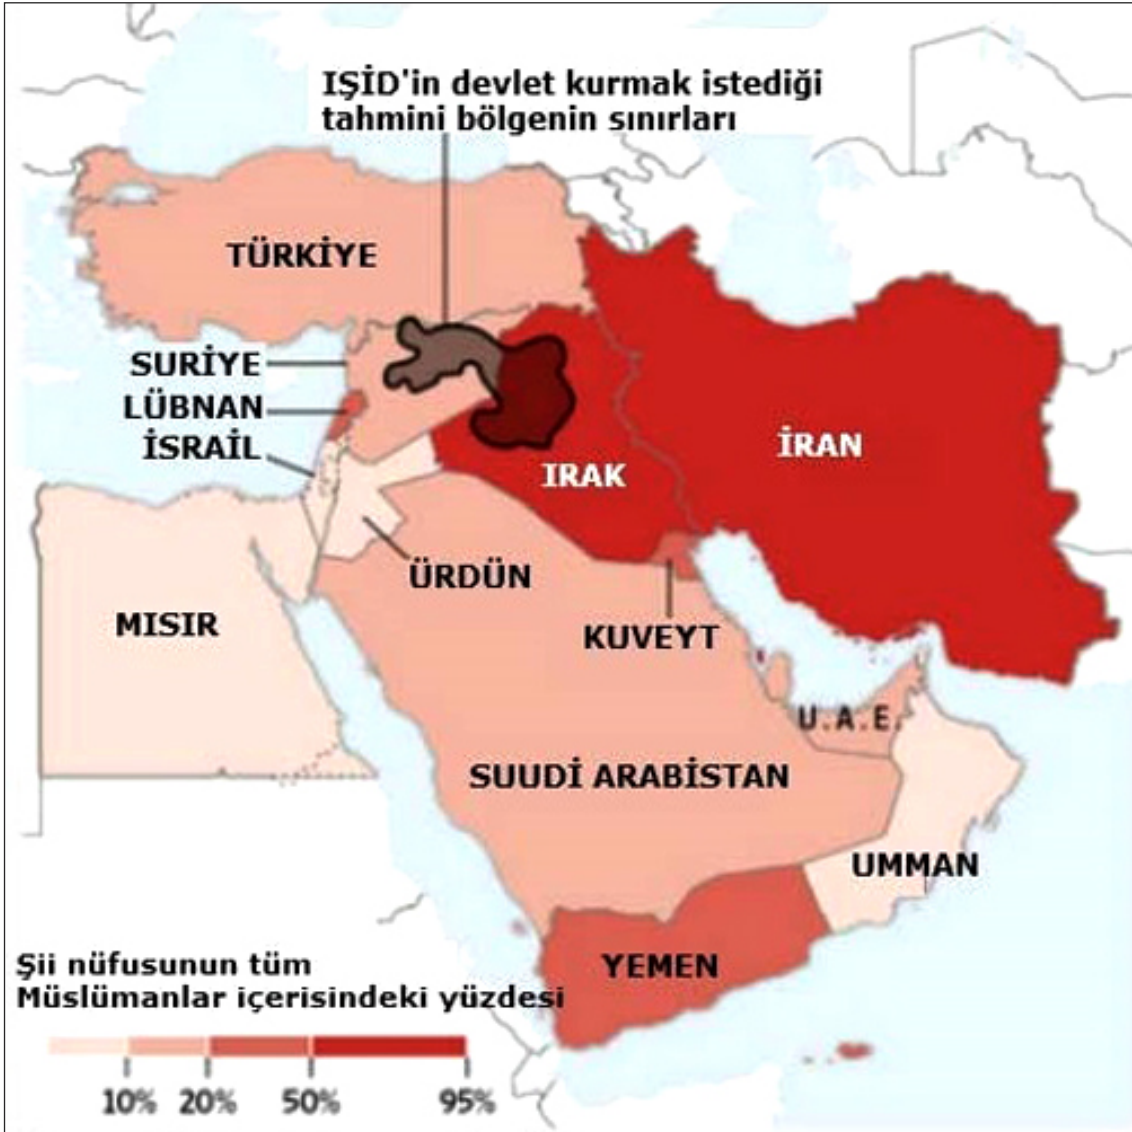 IŞİD'in devlet kurmak istediği
tahmini bölgenin sınırları
TÜRKİYE
SURİYE
LÜBNAN
İSRAİL
IRAK
İRAN
ÜRDÜN
MISIR
KUVEYT
U.A.E.
SUUDİ ARABİSTAN
UMMAN
YEMEN
Şii nüfusunun tüm
Müslümanlar içerisindeki yüzdesi
10% 20% 50% 95%